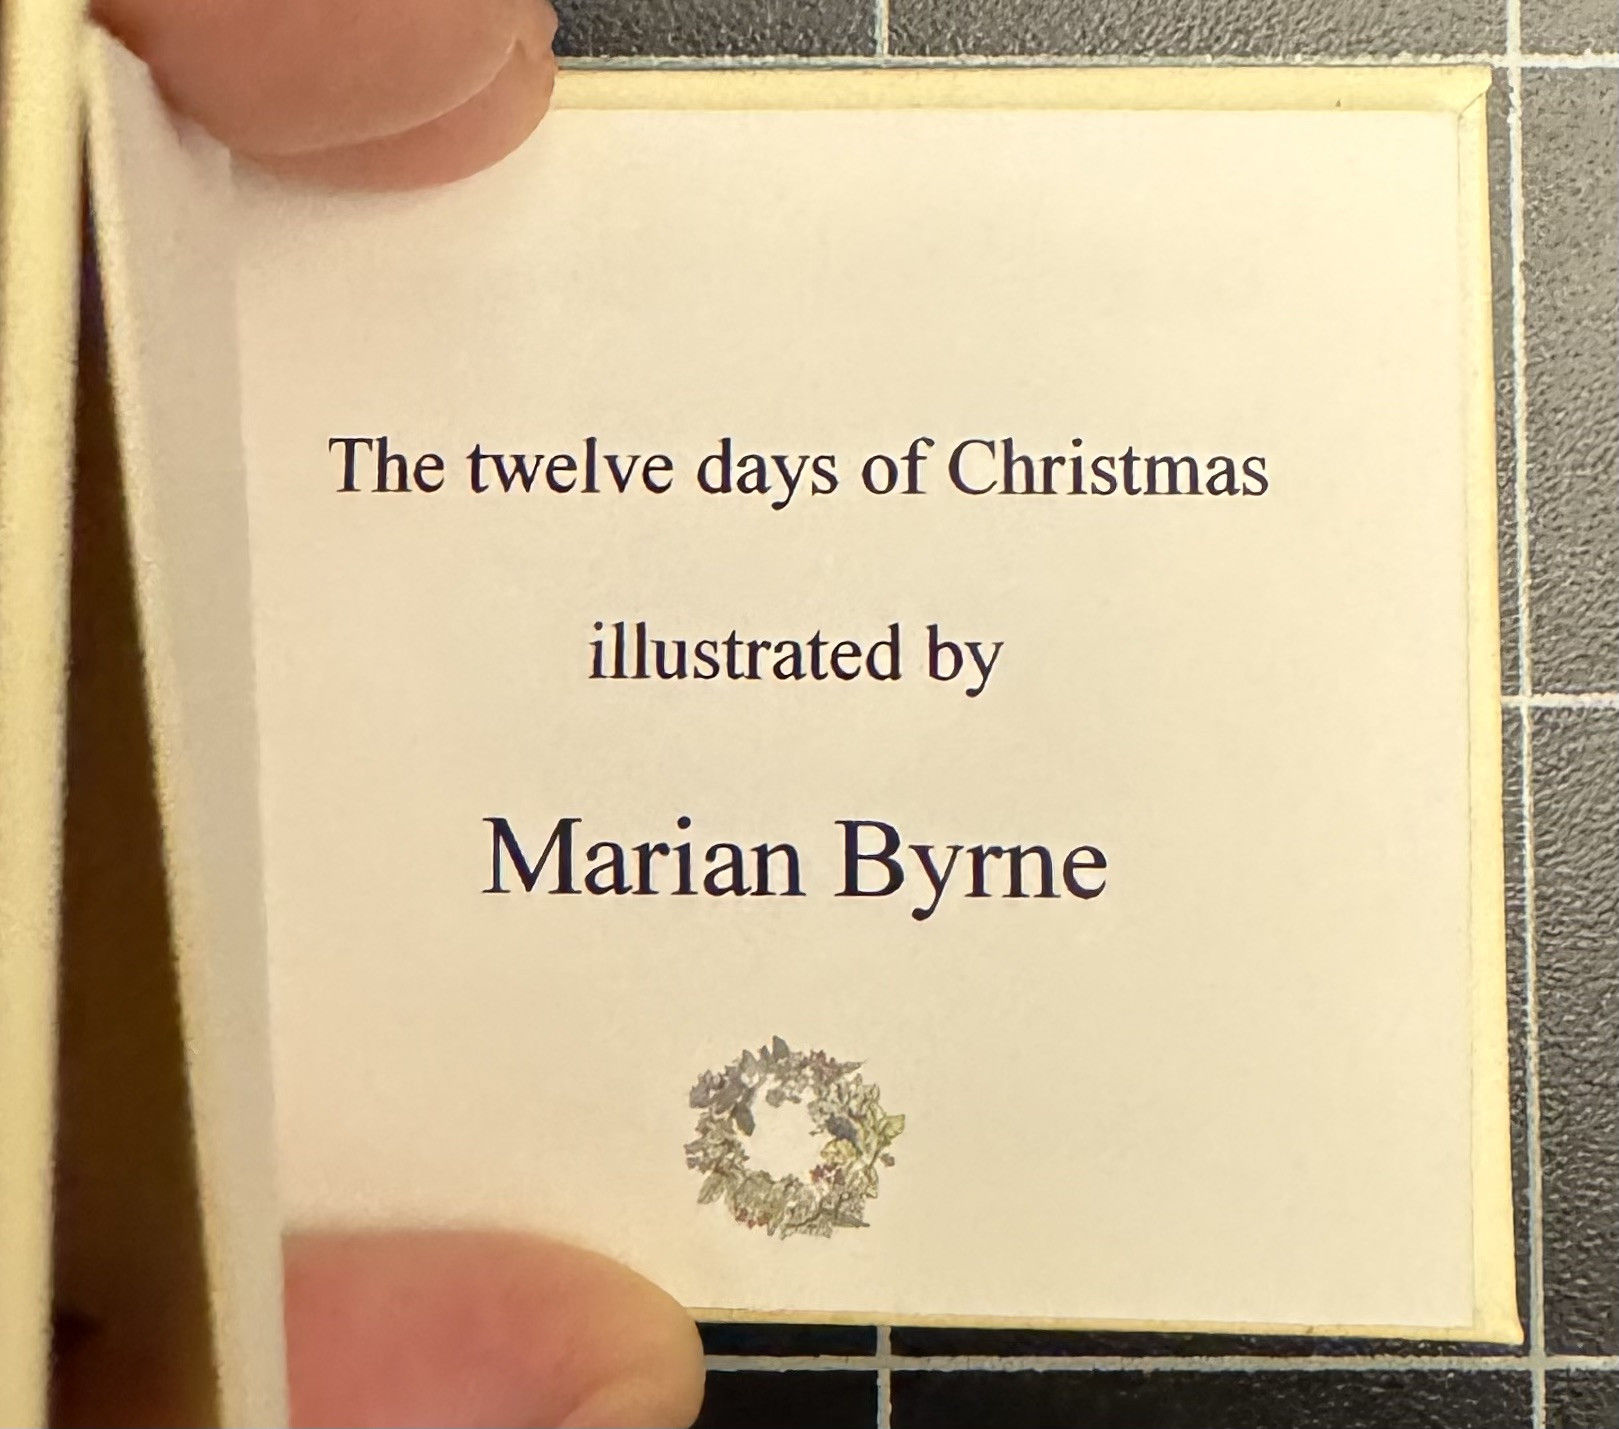 The twelve days of Christmas
illustrated by
Marian Byrne